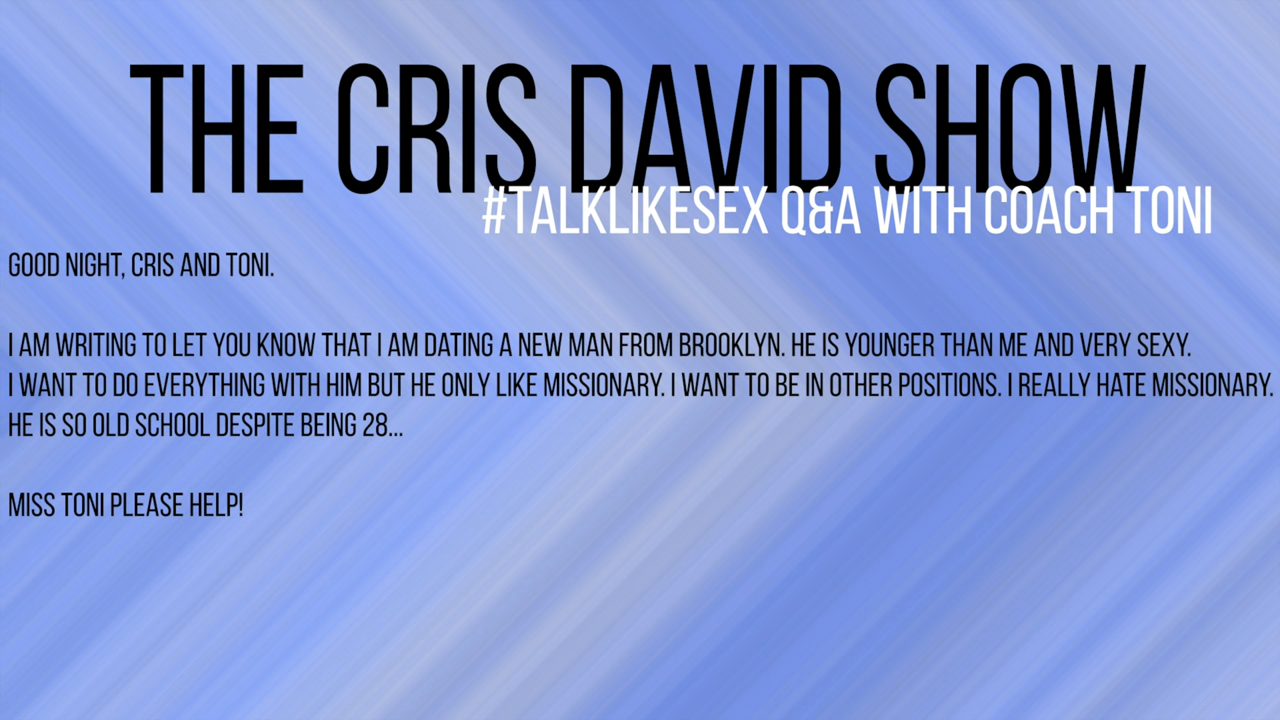 THE CRIS DAVID SHOW
#TALKLIKESEX Q&A WITH COACH TONI
GOOD NIGHT, CRIS AND TONI.
I AM WRITING TO LET YOU KNOW THAT I AM DATING A NEW MAN FROM BROOKLYN. HE IS YOUNGER THAN ME AND VERY SEXY.
I WANT TO DO EVERYTHING WITH HIM BUT HE ONLY LIKE MISSIONARY. I WANT TO BE IN OTHER POSITIONS. I REALLY HATE MISSIONARY.
HE IS SO OLD SCHOOL DESPITE BEING 28...
MISS TONI PLEASE HELP!